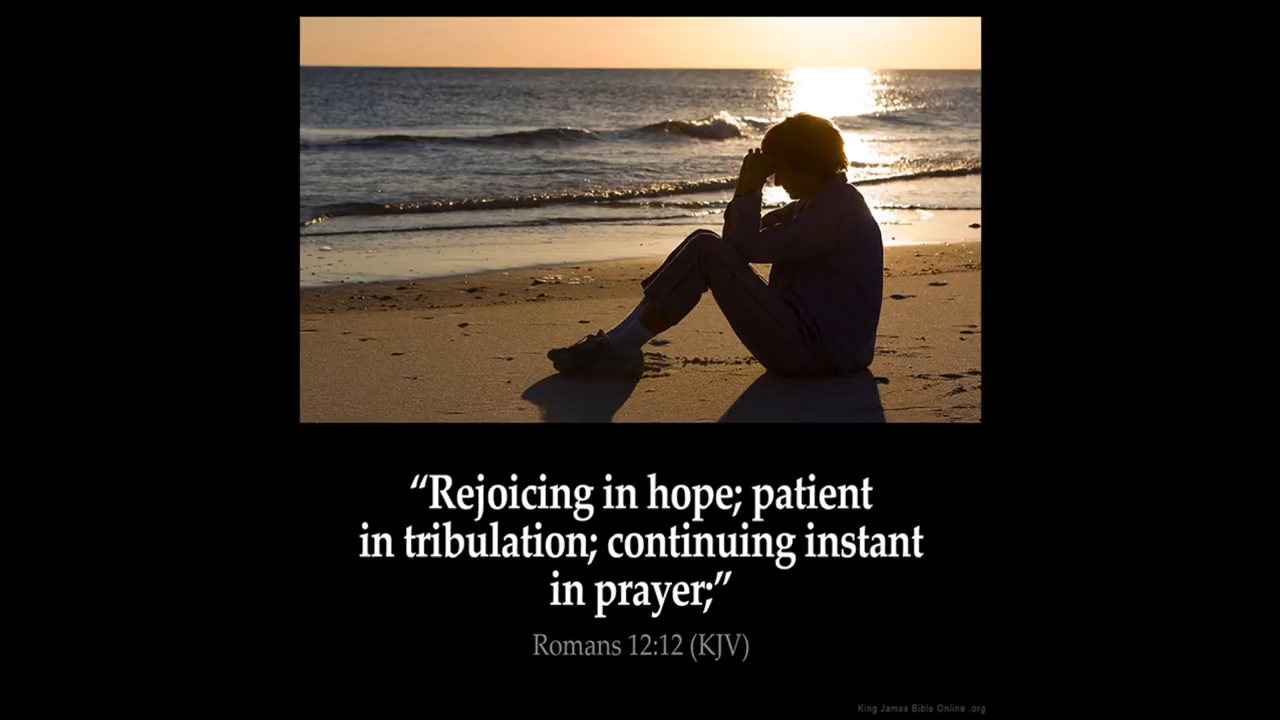 “Rejoicing in hope; patient
in tribulation; continuing instant
in prayer;”
Romans 12:12 (KJV)
King James Bible Online .org